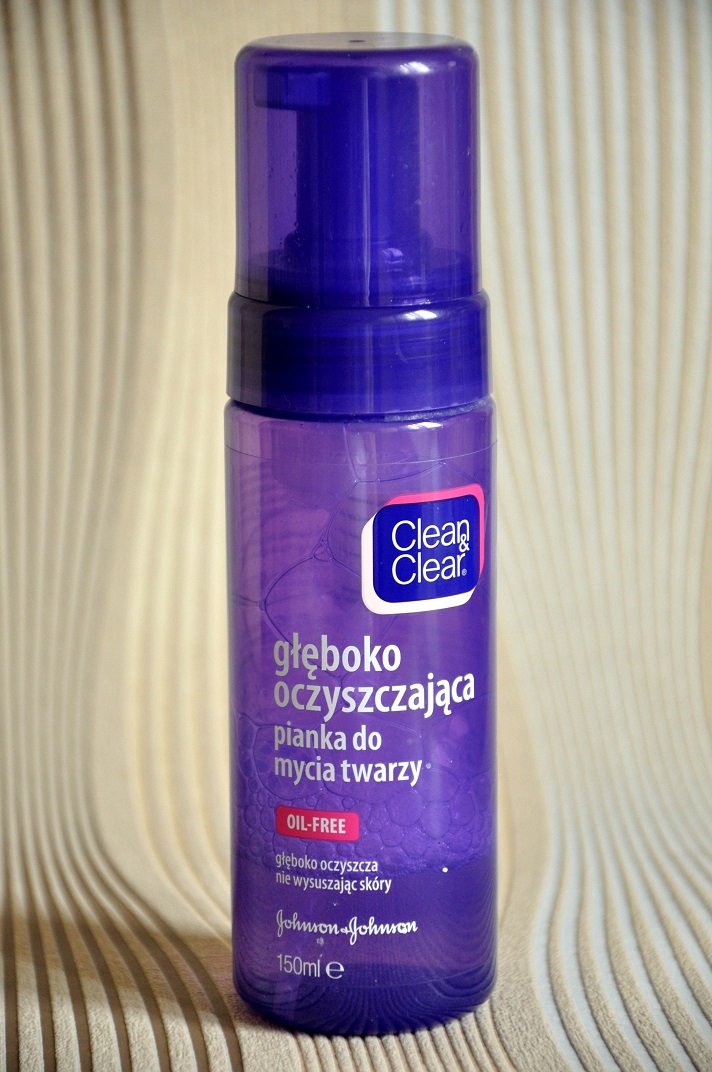 Clean
&
Clear®
głęboko
oczyszczająca
pianka do
mycia twarzy
OIL-FREE
głęboko oczyszcza
nie wysuszając skóry
Johnson & Johnson
150ml ℮